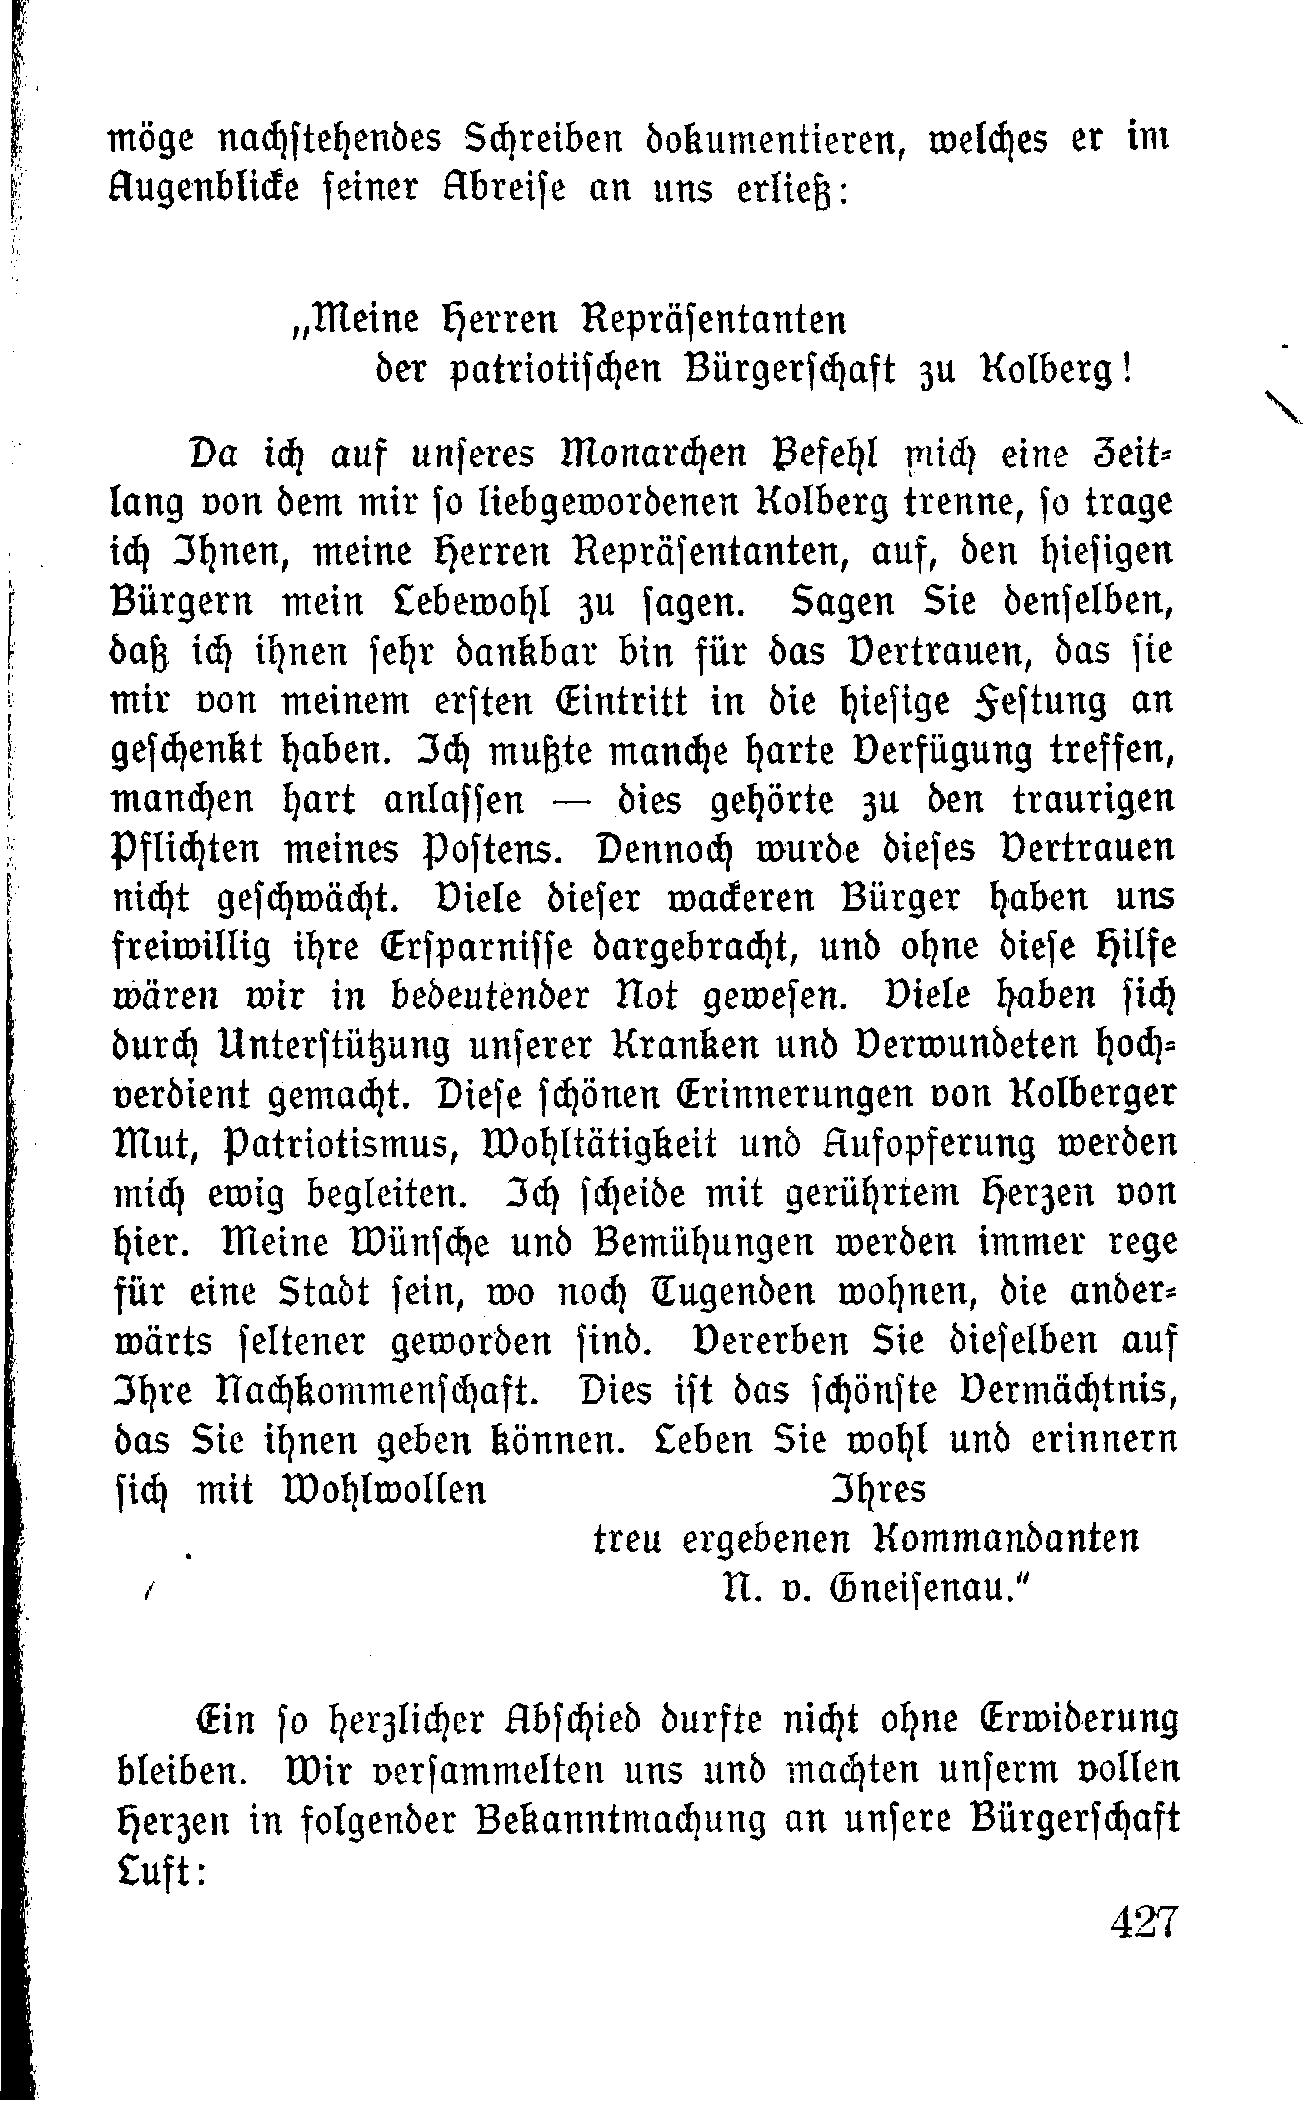 möge nachstehendes Schreiben dokumentieren, welches er im
Augenblicke seiner Abreise an uns erließ:
„Meine Herren Repräsentanten
der patriotischen Bürgerschaft zu Kolberg!
Da ich auf unseres Monarchen Befehl mich eine Zeit-
lang von dem mir so liebgewordenen Kolberg trenne, so trage
ich Ihnen, meine Herren Repräsentanten, auf, den hiesigen
Bürgern mein Lebewohl zu sagen. Sagen Sie denselben,
daß ich ihnen sehr dankbar bin für das Vertrauen, das sie
mir von meinem ersten Eintritt in die hiesige Festung an
geschenkt haben. Ich mußte manche harte Verfügung treffen,
manchen hart anlassen — dies gehörte zu den traurigen
Pflichten meines Postens. Dennoch wurde dieses Vertrauen
nicht geschwächt. Viele dieser wackeren Bürger haben uns
freiwillig ihre Ersparnisse dargebracht, und ohne diese Hilfe
wären wir in bedeutender Not gewesen. Viele haben sich
durch Unterstützung unserer Kranken und Verwundeten hoch-
verdient gemacht. Diese schönen Erinnerungen von Kolberger
Mut, Patriotismus, Wohltätigkeit und Aufopferung werden
mich ewig begleiten. Ich scheide mit gerührtem Herzen von
hier. Meine Wünsche und Bemühungen werden immer rege
für eine Stadt sein, wo noch Tugenden wohnen, die ander-
wärts seltener geworden sind. Vererben Sie dieselben auf
Ihre Nachkommenschaft. Dies ist das schönste Vermächtnis,
das Sie ihnen geben können. Leben Sie wohl und erinnern
sich mit Wohlwollen Ihres
treu ergebenen Kommandanten
N. v. Gneisenau.“
Ein so herzlicher Abschied durfte nicht ohne Erwiderung
bleiben. Wir versammelten uns und machten unserm vollen
Herzen in folgender Bekanntmachung an unsere Bürgerschaft
Luft:
427